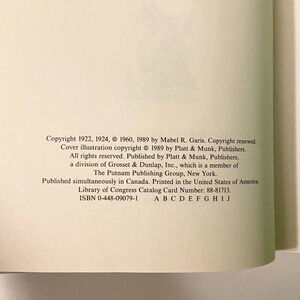 Copyright 1922, 1924, © 1960, 1989 by Mabel R. Garis. Copyright renewed.
Cover illustration copyright © 1989 by Platt & Munk, Publishers.
All rights reserved. Published by Platt & Munk, Publishers,
a division of Grosset & Dunlap, Inc., which is a member of
The Putnam Publishing Group, New York.
Published simultaneously in Canada. Printed in the United States of America.
Library of Congress Catalog Card Number: 88-81713.
ISBN 0-448-09079-1 A B C D E F G H I J